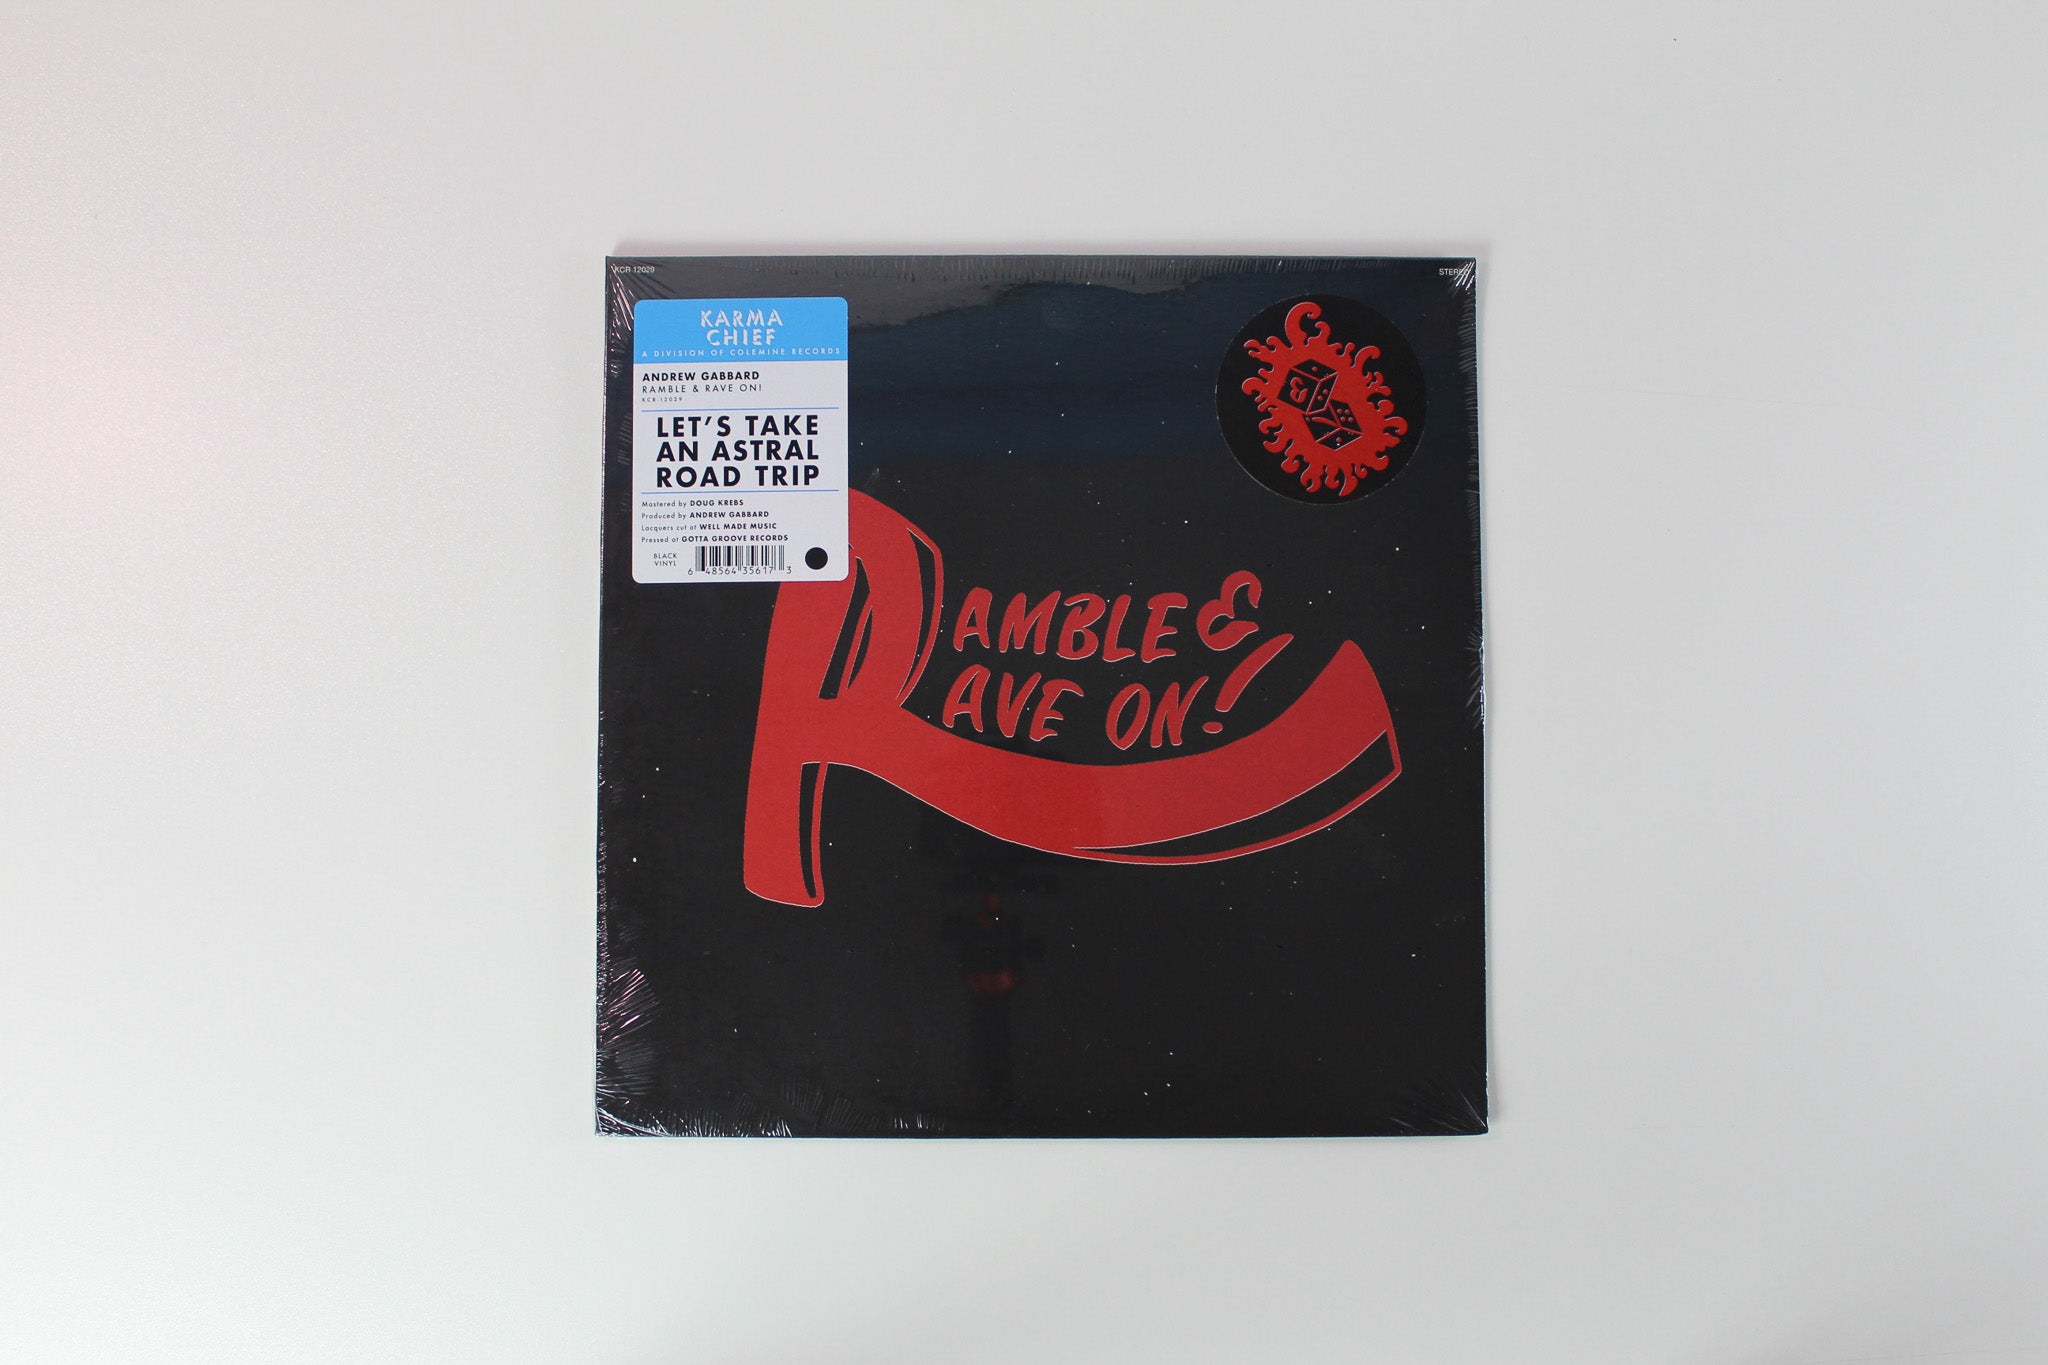 KCR 12029
STEREO
KARMA
CHIEF
A DIVISION OF COLEMINE RECORDS
ANDREW GABBARD
RAMBLE & RAVE ON!
KCR-12029
LET'S TAKE
AN ASTRAL
ROAD TRIP
Mastered by DOUG KREBS
Produced by ANDREW GABBARD
Lacquers cut at WELL MADE MUSIC
Pressed at GOTTA GROOVE RECORDS
BLACK
VINYL
6 48564 35617 3
&
RAMBLE &
RAVE ON!